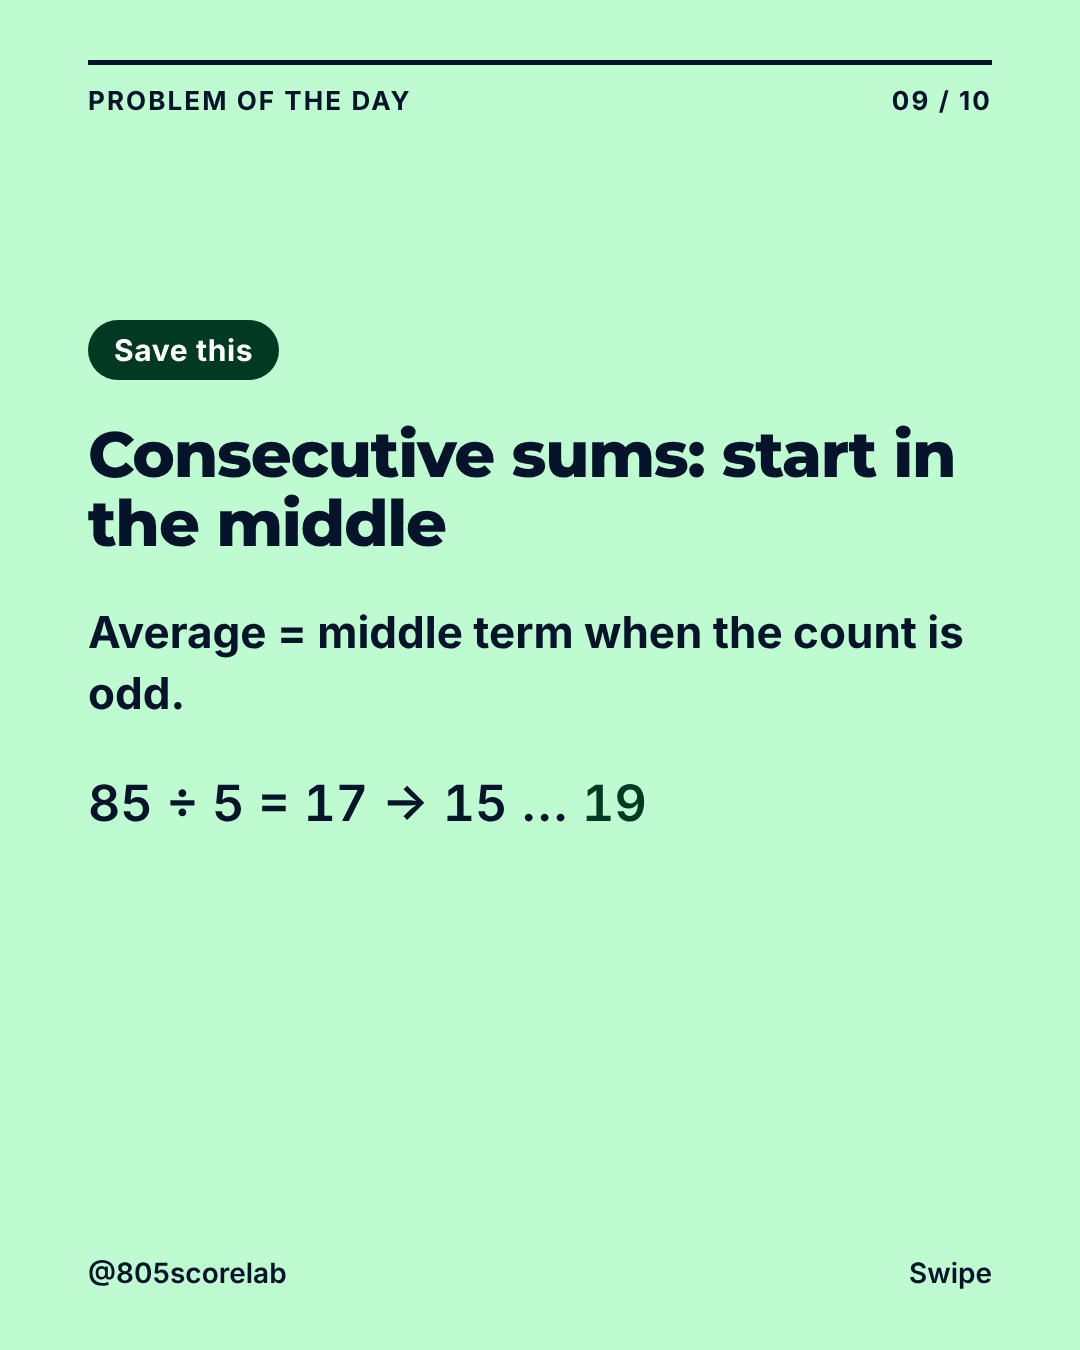 PROBLEM OF THE DAY
09 / 10
Save this
Consecutive sums: start in
the middle
Average = middle term when the count is
odd.
85 ÷ 5 = 17 → 15 … 19
@805scorelab
Swipe